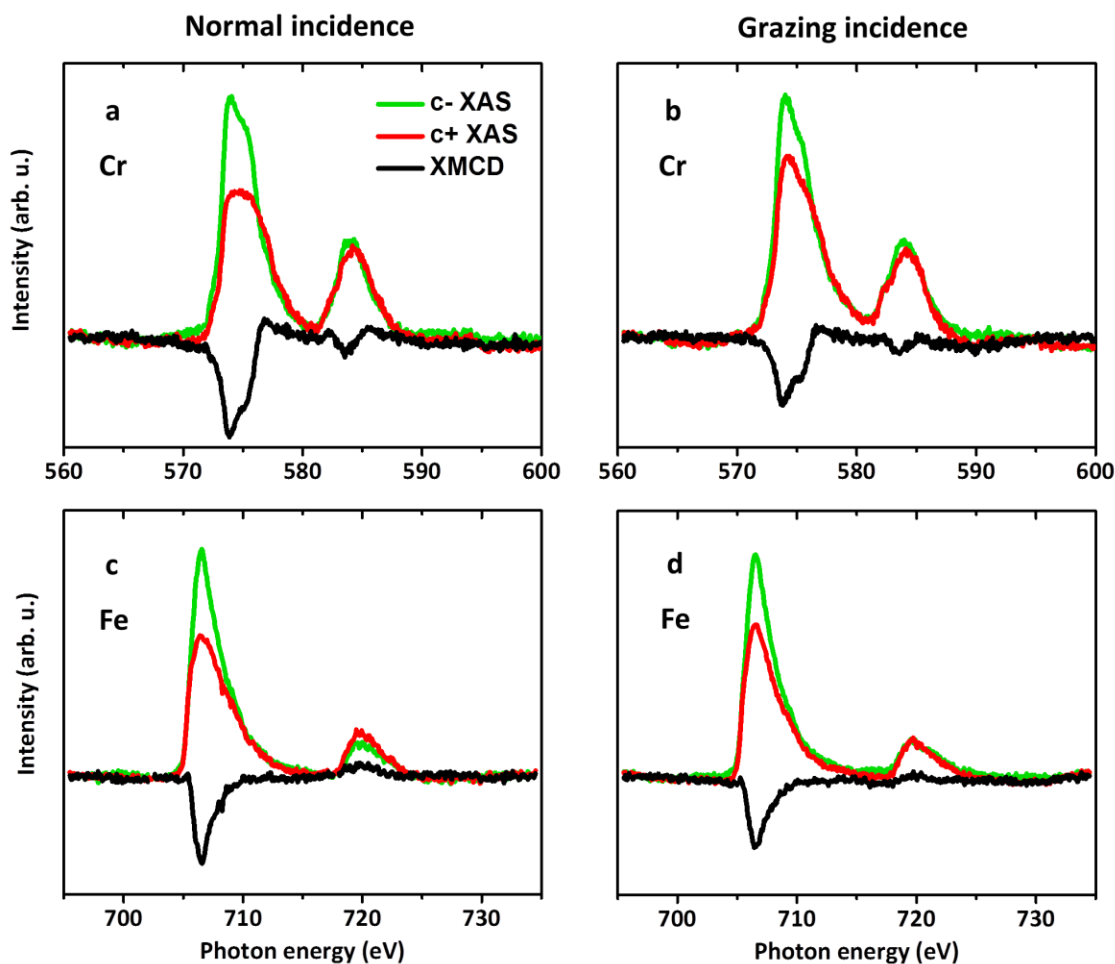 Normal incidence
Grazing incidence
a
Cr
c- XAS
c+ XAS
XMCD
b
Cr
Intensity (arb. u.)
560 570 580 590 600
560 570 580 590 600
c
Fe
d
Fe
Intensity (arb. u.)
700 710 720 730
700 710 720 730
Photon energy (eV)
Photon energy (eV)